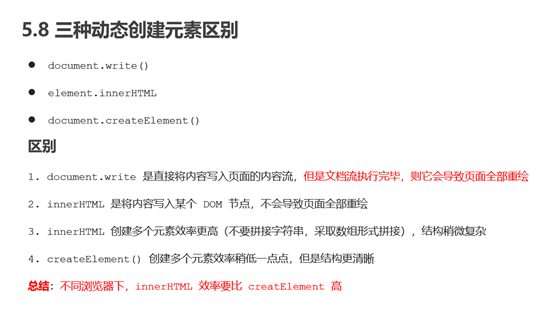 5.8 三种动态创建元素区别
● document.write()
● element.innerHTML
● document.createElement()
区别
1. document.write 是直接将内容写入页面的内容流，但是文档流执行完毕，则它会导致页面全部重绘
2. innerHTML 是将内容写入某个 DOM 节点，不会导致页面全部重绘
3. innerHTML 创建多个元素效率更高（不要拼接字符串，采取数组形式拼接），结构稍微复杂
4. createElement() 创建多个元素效率稍低一点点，但是结构更清晰
总结：不同浏览器下，innerHTML 效率要比 creatElement 高